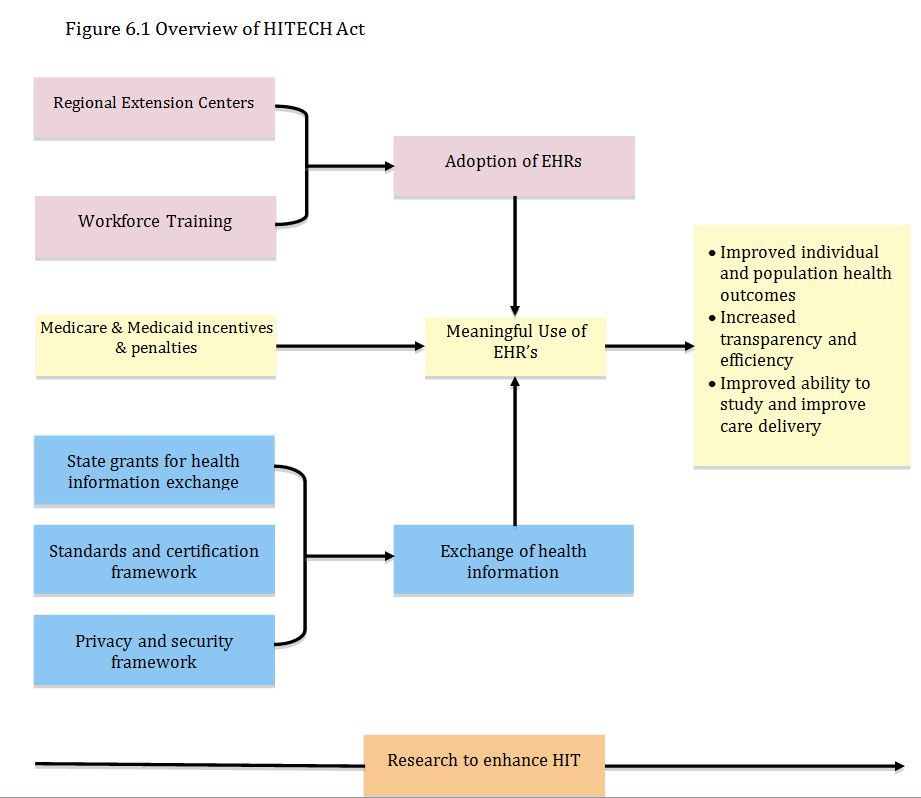 Figure 6.1 Overview of HITECH Act
Regional Extension Centers
Adoption of EHRs
Workforce Training
• Improved individual
and population health
outcomes
• Increased
transparency and
efficiency
• Improved ability to
study and improve
care delivery
Medicare & Medicaid incentives
& penalties
Meaningful Use of
EHR’s
State grants for health
information exchange
Standards and certification
framework
Exchange of health
information
Privacy and security
framework
Research to enhance HIT